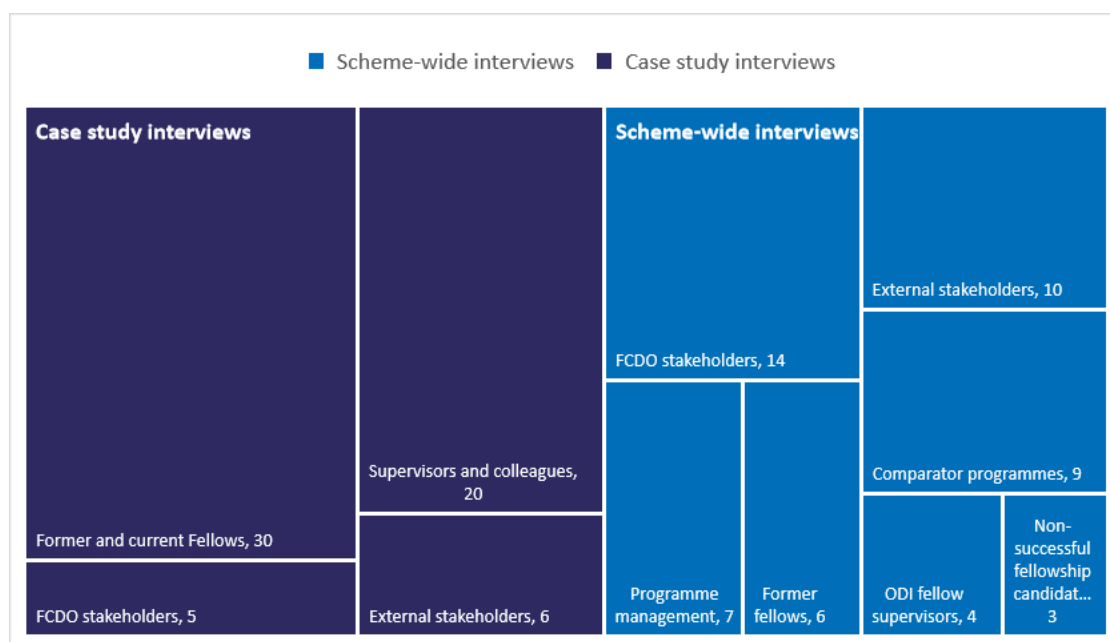 Scheme-wide interviews Case study interviews
Case study interviews
Former and current Fellows, 30
FCDO stakeholders, 5
Supervisors and colleagues,
20
External stakeholders, 6
Scheme-wide interviews
FCDO stakeholders, 14
Programme
management, 7
Former
fellows, 6
External stakeholders, 10
Comparator programmes, 9
ODI fellow
supervisors, 4
Non-
successful
fellowship
candidat...
3